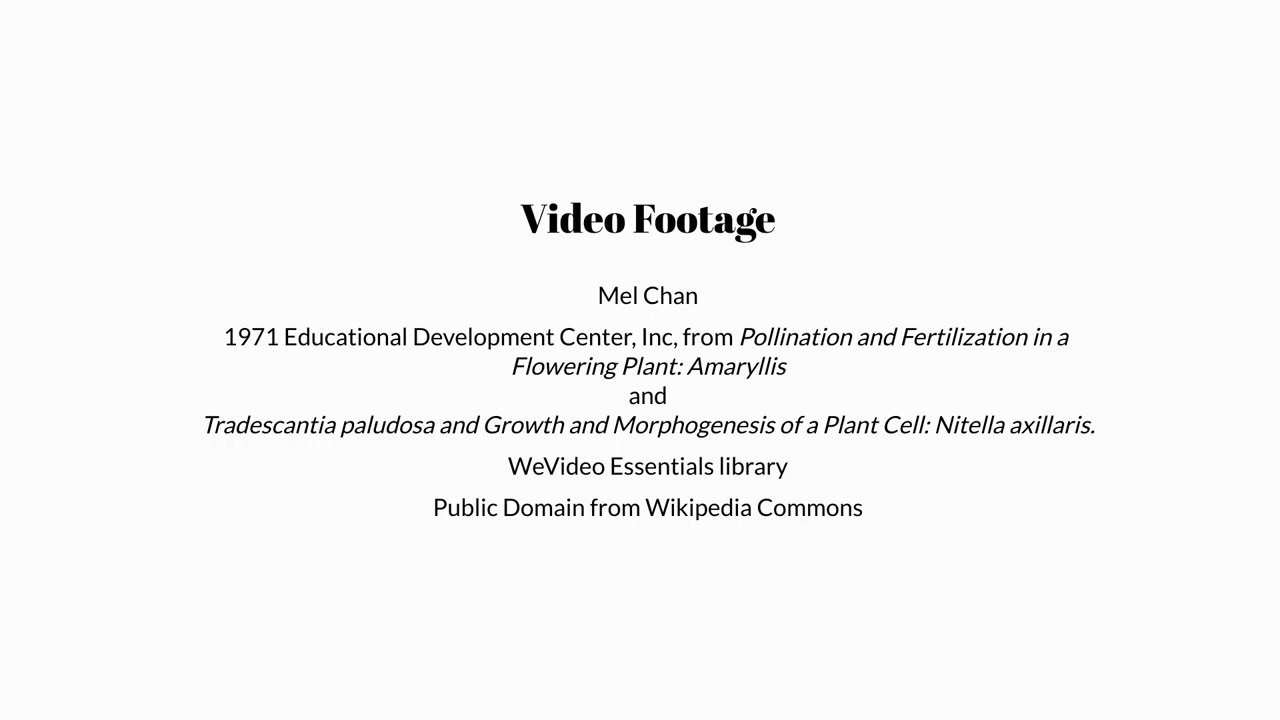 Video Footage
Mel Chan
1971 Educational Development Center, Inc, from Pollination and Fertilization in a
Flowering Plant: Amaryllis
and
Tradescantia paludosa and Growth and Morphogenesis of a Plant Cell: Nitella axillaris.
WeVideo Essentials library
Public Domain from Wikipedia Commons